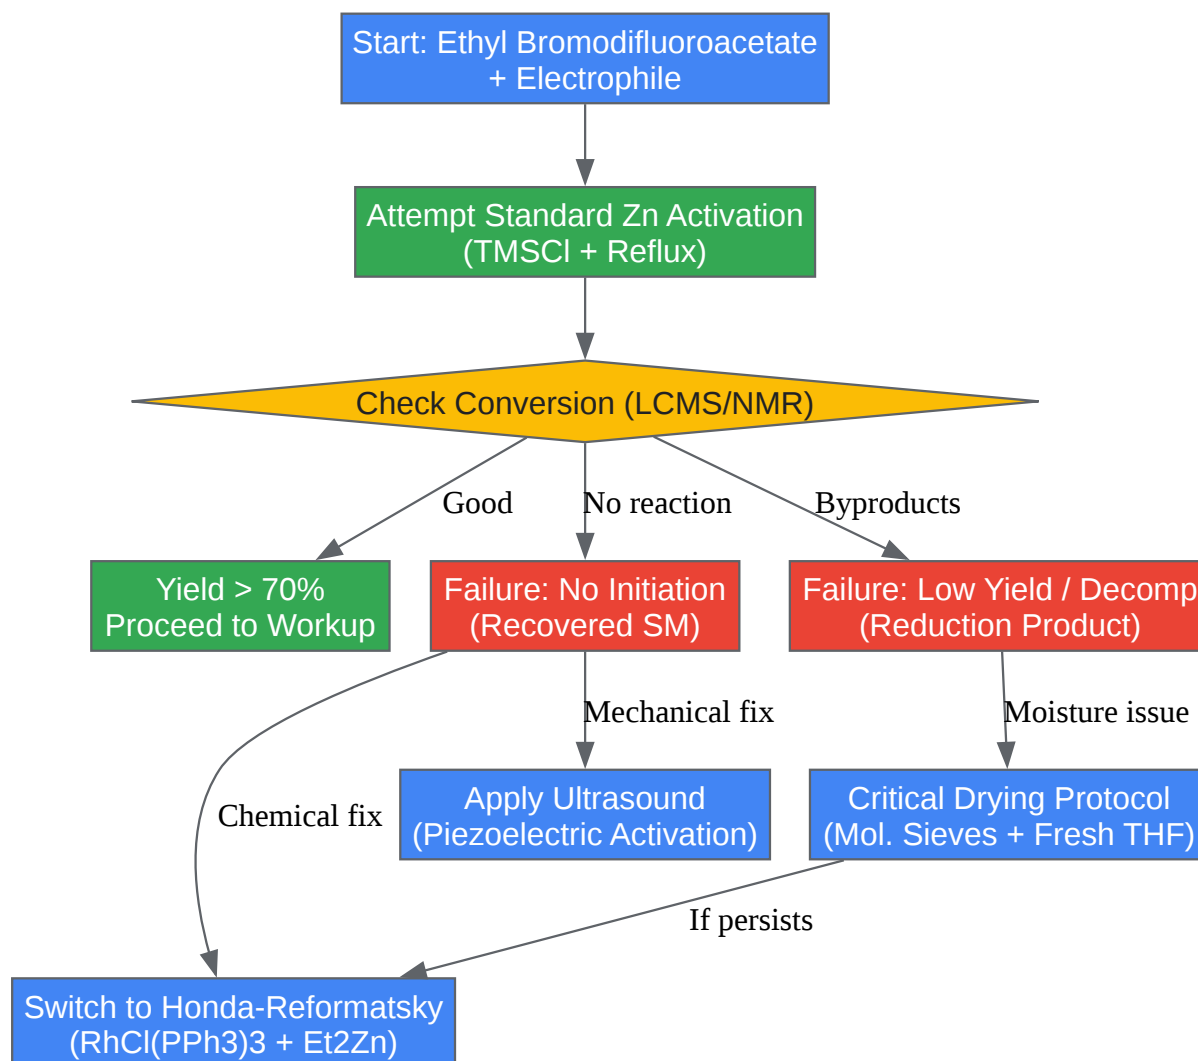 Start: Ethyl Bromodifluoroacetate
+ Electrophile
Attempt Standard Zn Activation
(TMSCl + Reflux)
Check Conversion (LCMS/NMR)
Good
No reaction
Byproducts
Yield > 70%
Proceed to Workup
Failure: No Initiation
(Recovered SM)
Failure: Low Yield / Decomp
(Reduction Product)
Mechanical fix
Moisture issue
Chemical fix
Apply Ultrasound
(Piezoelectric Activation)
Critical Drying Protocol
(Mol. Sieves + Fresh THF)
If persists
Switch to Honda-Reformatsky
(RhCl(PPh3)3 + Et2Zn)